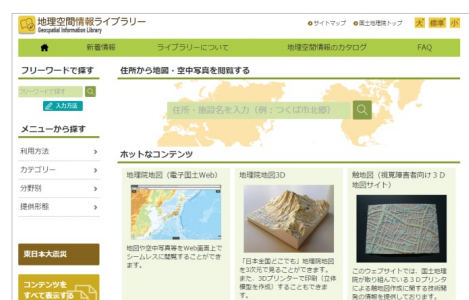 地理空間情報ライブラリー
Geospatial Information Library
サイトマップ 国土地理院トップ 大 標準 小
新着情報 ライブラリーについて 地理空間情報のカタログ FAQ
フリーワードで探す
フリーワードで探す
入力方法
メニューから探す
利用方法
カテゴリー
分野別
提供形態
東日本大震災
コンテンツを
すべて表示する
住所から地図・空中写真を閲覧する
住所・施設名を入力(例:つくば市北郷)
ホットなコンテンツ
地理院地図(電子国土Web)
地図や空中写真等をWeb画面上で
シームレスに閲覧することができ
ます。
地理院地図3D
「日本全国どこでも」地理院地図
を3次元で見ることができます。
また、3Dプリンターで印刷(立体
模型を作成)することもできま
す。
触地図(視覚障害者向け3D
地図サイト)
このウェブサイトでは、国土地理
院が取り組んでいる3Dプリンタ
による触地図作成に関する技術開
発の情報を提供しております。